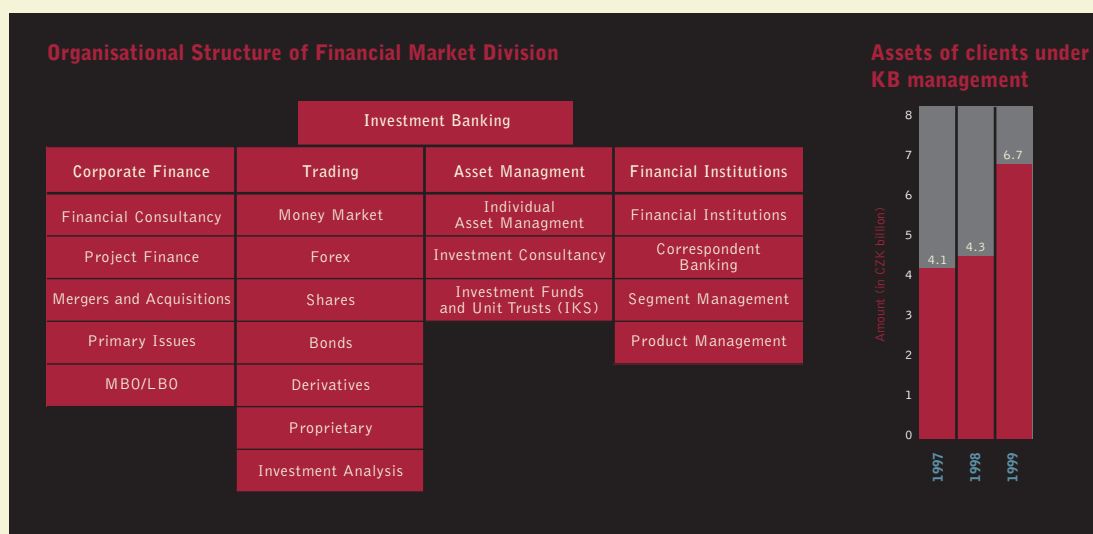 Organisational Structure of Financial Market Division
Investment Banking
Corporate Finance
Financial Consultancy
Project Finance
Mergers and Acquisitions
Primary Issues
MBO/LBO
Trading
Money Market
Forex
Shares
Bonds
Derivatives
Proprietary
Investment Analysis
Asset Managment
Individual
Asset Managment
Investment Consultancy
Investment Funds
and Unit Trusts (IKS)
Financial Institutions
Financial Institutions
Correspondent
Banking
Segment Management
Product Management
Assets of clients under
KB management
Amount (in CZK billion)
8
7
6
5
4
3
2
1
0
4.1
4.3
6.7
1997
1998
1999